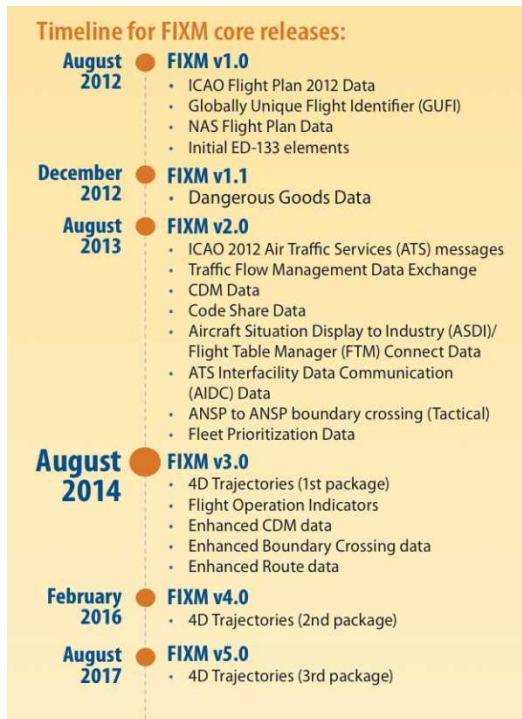 Timeline for FIXM core releases:
August 2012
FIXM v1.0
• ICAO Flight Plan 2012 Data
• Globally Unique Flight Identifier (GUFI)
• NAS Flight Plan Data
• Initial ED-133 elements
December 2012
FIXM v1.1
• Dangerous Goods Data
August 2013
FIXM v2.0
• ICAO 2012 Air Traffic Services (ATS) messages
• Traffic Flow Management Data Exchange
• CDM Data
• Code Share Data
• Aircraft Situation Display to Industry (ASDI)/
Flight Table Manager (FTM) Connect Data
• ATS Interfacility Data Communication
(AIDC) Data
• ANSP to ANSP boundary crossing (Tactical)
• Fleet Prioritization Data
August 2014
FIXM v3.0
• 4D Trajectories (1st package)
• Flight Operation Indicators
• Enhanced CDM data
• Enhanced Boundary Crossing data
• Enhanced Route data
February 2016
FIXM v4.0
• 4D Trajectories (2nd package)
August 2017
FIXM v5.0
• 4D Trajectories (3rd package)